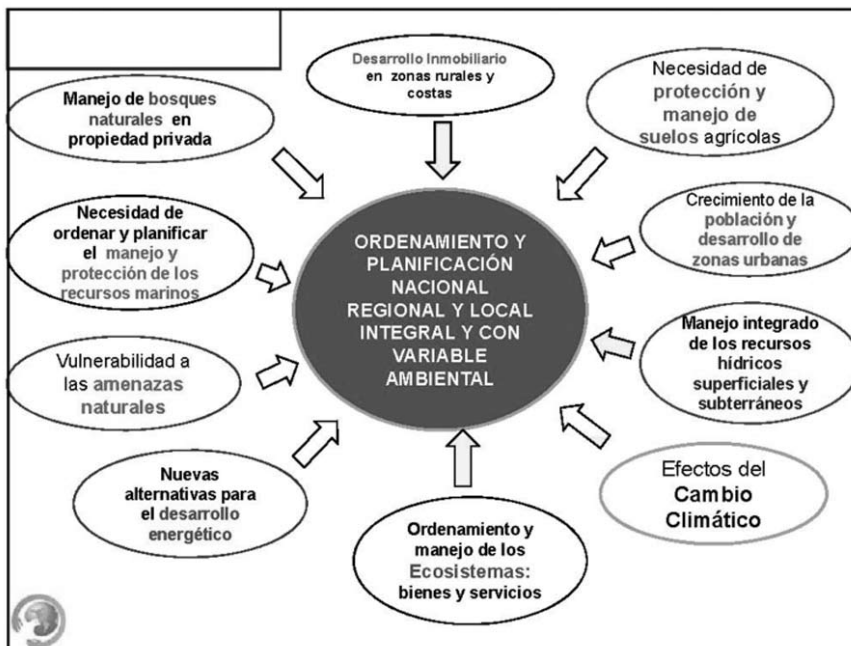 Desarrollo Inmobiliario
en zonas rurales y
costas
Manejo de bosques
naturales en
propiedad privada
Necesidad de
protección y
manejo de
suelos agrícolas
Necesidad de
ordenar y planificar
el manejo y
protección de los
recursos marinos
ORDENAMIENTO Y
PLANIFICACIÓN
NACIONAL
REGIONAL Y LOCAL
INTEGRAL Y CON
VARIABLE
AMBIENTAL
Crecimiento de la
población y
desarrollo de
zonas urbanas
Vulnerabilidad a
las amenazas
naturales
Manejo integrado
de los recursos
hídricos
superficiales y
subterráneos
Nuevas
alternativas para
el desarrollo
energético
Ordenamiento y
manejo de los
Ecosistemas:
bienes y servicios
Efectos del
Cambio
Climático